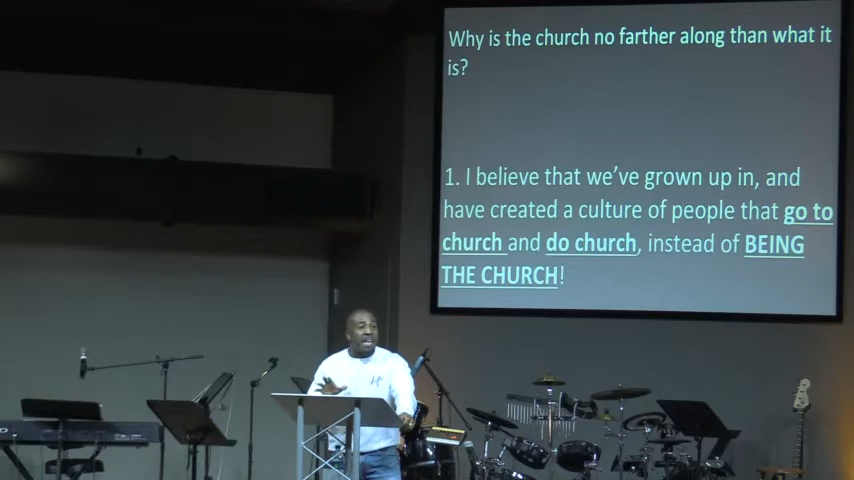 Why is the church no farther along than what it
is?
1. I believe that we’ve grown up in, and
have created a culture of people that go to
church and do church, instead of BEING
THE CHURCH!